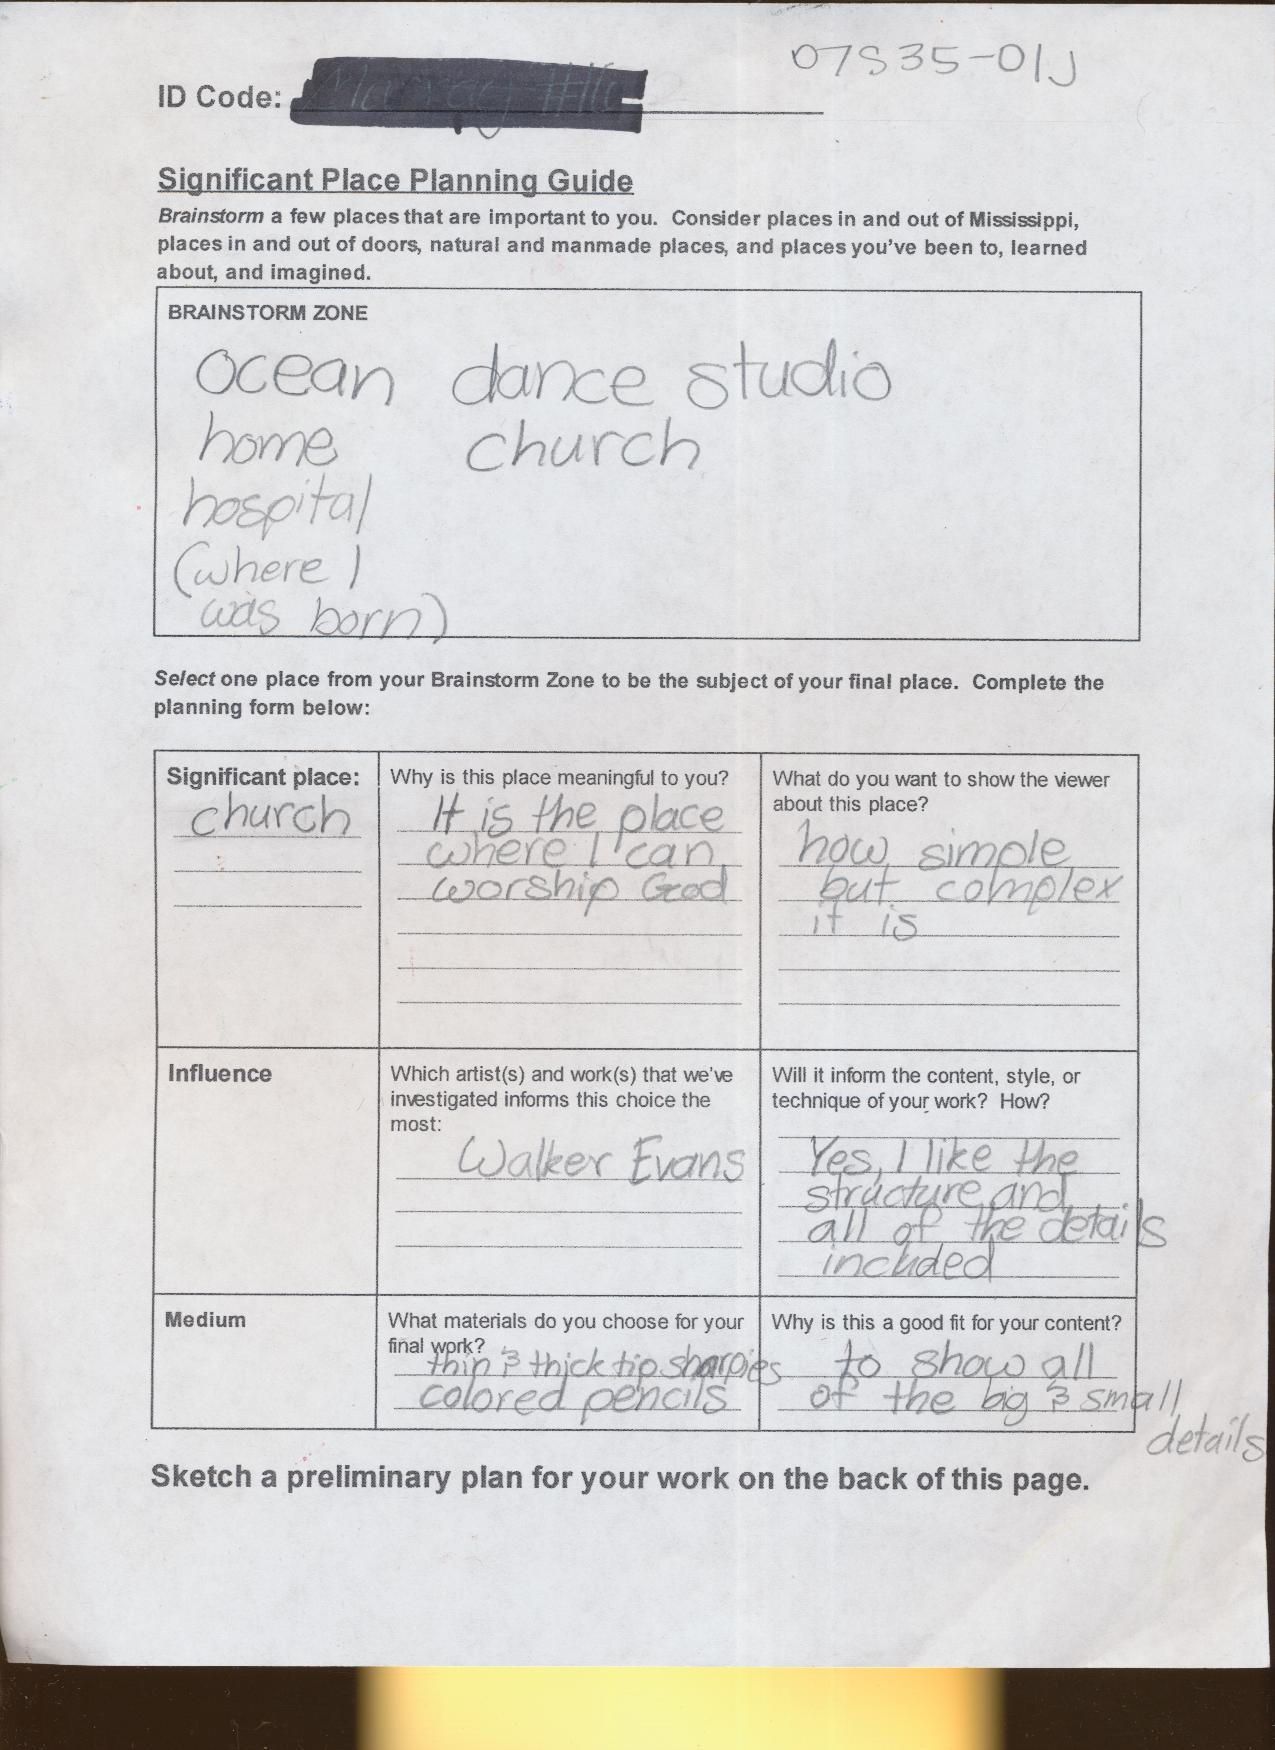 07S35-01J
ID Code:
Significant Place Planning Guide
Brainstorm a few places that are important to you. Consider places in and out of Mississippi,
places in and out of doors, natural and manmade places, and places you've been to, learned
about, and imagined.
BRAINSTORM ZONE
ocean dance studio
home church
hospital
(where I
was born)
Select one place from your Brainstorm Zone to be the subject of your final place. Complete the
planning form below:
Significant place:
church
Why is this place meaningful to you?
It is the place
where I can
worship God
What do you want to show the viewer
about this place?
how simple
but complex
it is
Influence
Which artist(s) and work(s) that we've
investigated informs this choice the
most:
Walker Evans
Will it inform the content, style, or
technique of your work? How?
Yes, I like the
structure and
all of the details
included
Medium
What materials do you choose for your
final work?
thin & thick tip sharpies
colored pencils
Why is this a good fit for your content?
to show all
of the big & small
details
Sketch a preliminary plan for your work on the back of this page.